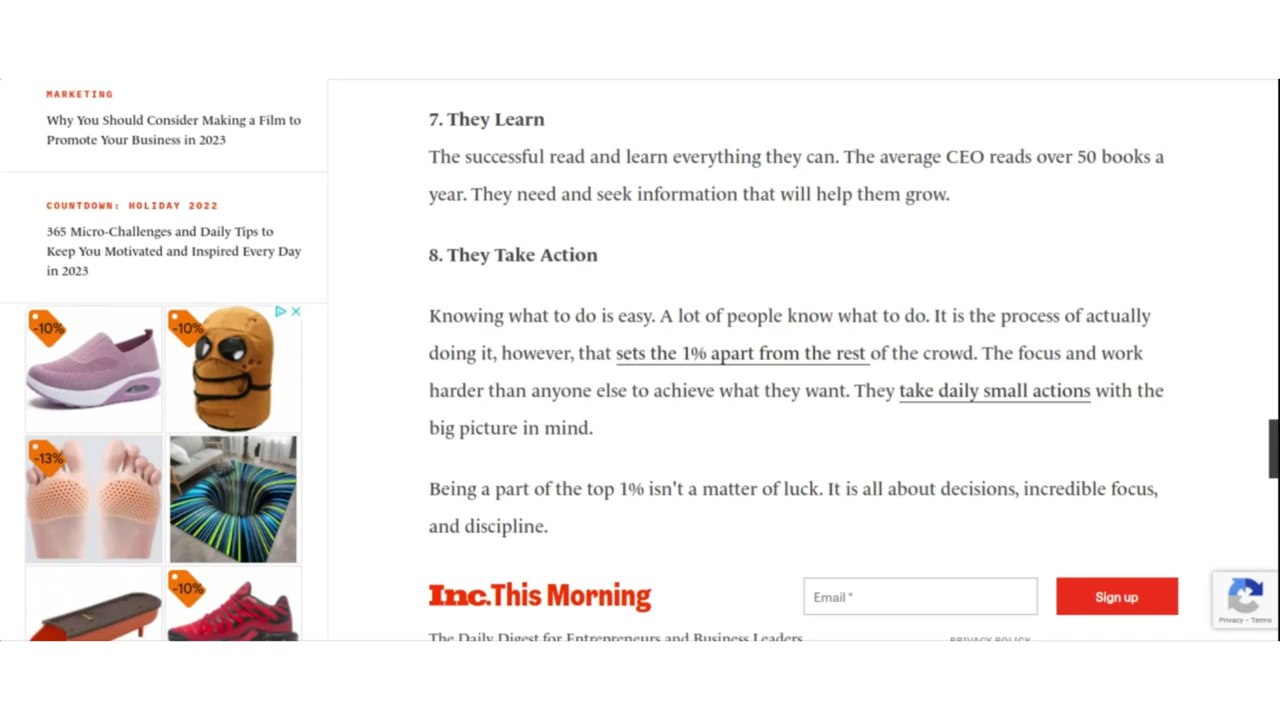 MARKETING
Why You Should Consider Making a Film to
Promote Your Business in 2023
COUNTDOWN: HOLIDAY 2022
365 Micro-Challenges and Daily Tips to
Keep You Motivated and Inspired Every Day
in 2023
-10%
-10%
-13%
-10%
7. They Learn
The successful read and learn everything they can. The average CEO reads over 50 books a
year. They need and seek information that will help them grow.
8. They Take Action
Knowing what to do is easy. A lot of people know what to do. It is the process of actually
doing it, however, that sets the 1% apart from the rest of the crowd. The focus and work
harder than anyone else to achieve what they want. They take daily small actions with the
big picture in mind.
Being a part of the top 1% isn't a matter of luck. It is all about decisions, incredible focus,
and discipline.
Inc.This Morning
Email *
Sign up
The Daily Digest for Entrepreneurs and Business Leaders
PRIVACY POLICY
Privacy - Terms